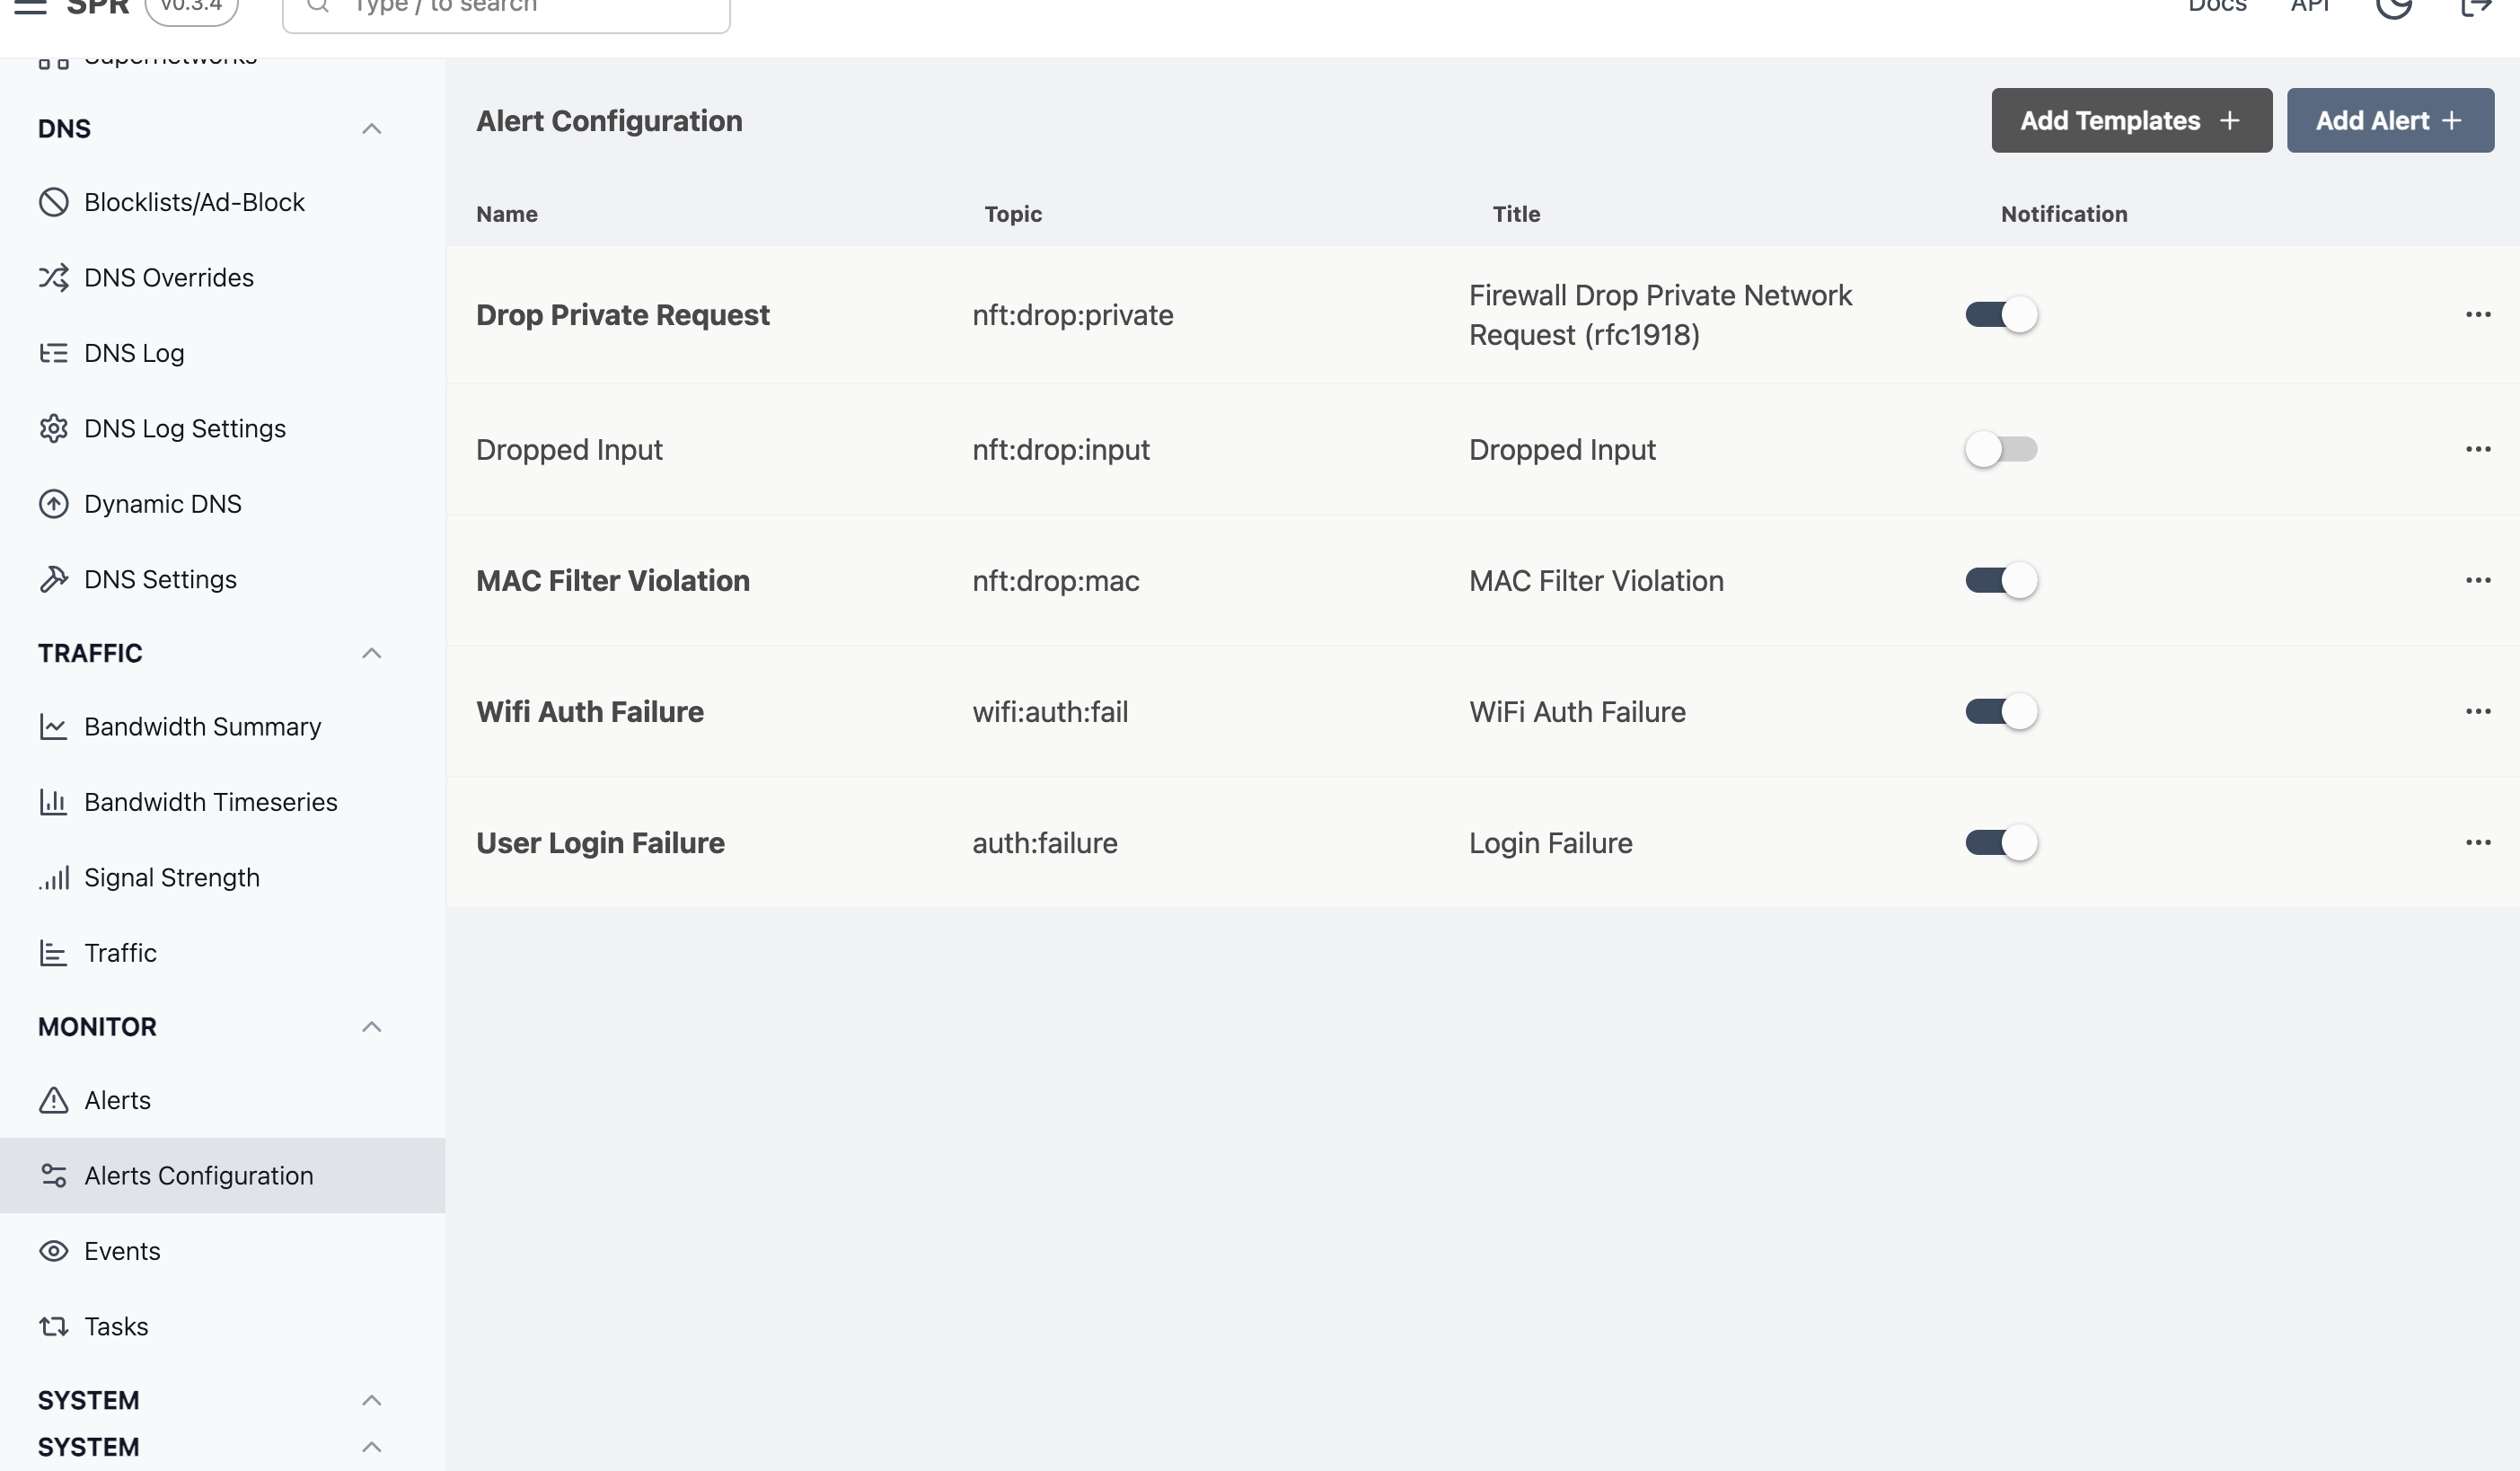 SPR v0.3.4 Type / to search Docs API
Supernetworks
DNS
Blocklists/Ad-Block
DNS Overrides
DNS Log
DNS Log Settings
Dynamic DNS
DNS Settings
TRAFFIC
Bandwidth Summary
Bandwidth Timeseries
Signal Strength
Traffic
MONITOR
Alerts
Alerts Configuration
Events
Tasks
SYSTEM
SYSTEM
Alert Configuration
Add Templates +
Add Alert +
Name Topic Title Notification
Drop Private Request nft:drop:private Firewall Drop Private Network
Request (rfc1918)
Dropped Input nft:drop:input Dropped Input
MAC Filter Violation nft:drop:mac MAC Filter Violation
Wifi Auth Failure wifi:auth:fail WiFi Auth Failure
User Login Failure auth:failure Login Failure